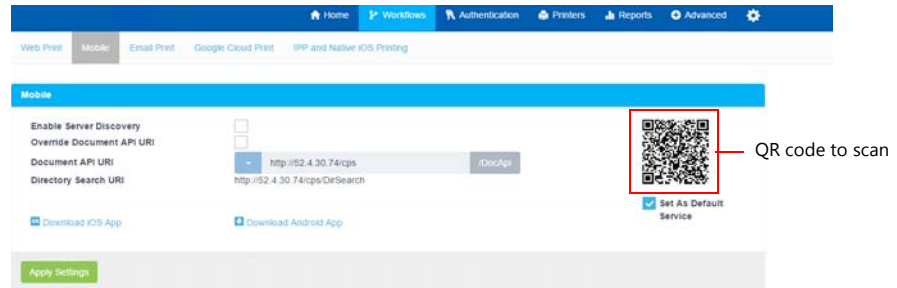 Home Workflows Authentication Printers Reports Advanced
Web Print Mobile Email Print Google Cloud Print IPP and Native iOS Printing
Mobile
Enable Server Discovery
Override Document API URI
Document API URI - http://52.4.30.74/cps /DocApi
Directory Search URI http://52.4.30.74/cps/DirSearch
QR code to scan
Set As Default
Service
Download iOS App Download Android App
Apply Settings